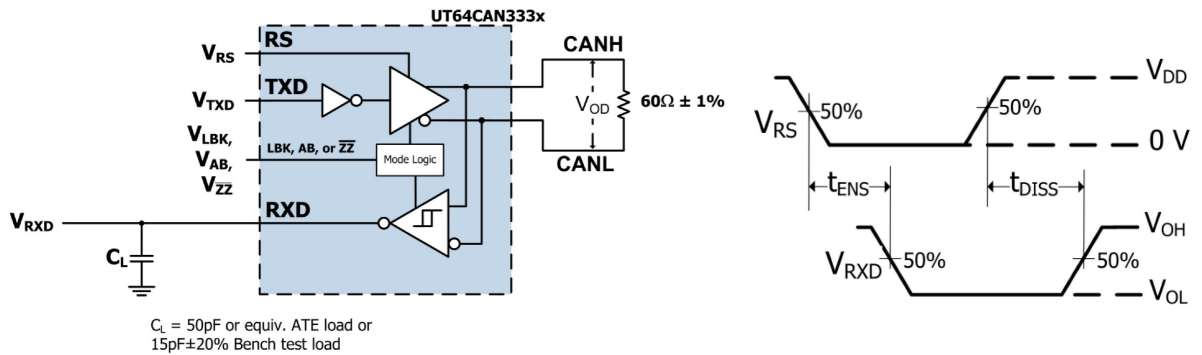 UT64CAN333x
RS
V_RS
CANH
TXD
V_TXD
V_OD
60Ω ± 1%
V_LBK,
V_AB,
V_Z̅Z̅
LBK, AB, or Z̅Z̅
Mode Logic
CANL
RXD
V_RXD
C_L
C_L = 50pF or equiv. ATE load or
15pF±20% Bench test load
V_DD
50%
50%
V_RS
0 V
t_ENS
t_DISS
V_OH
V_RXD
50%
50%
V_OL